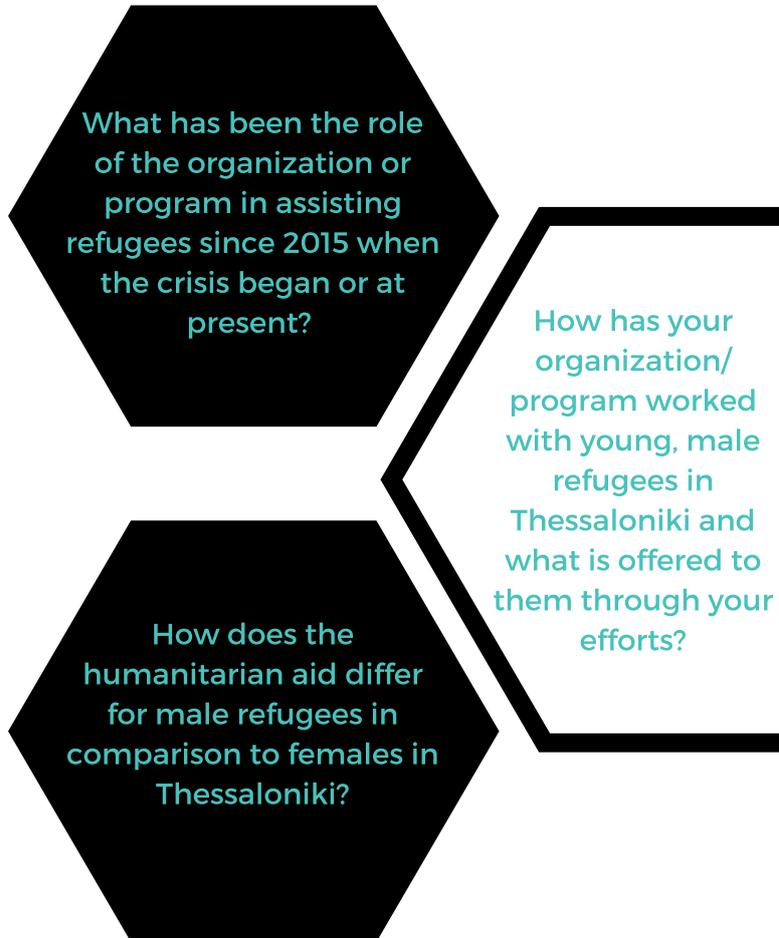 What has been the role
of the organization or
program in assisting
refugees since 2015 when
the crisis began or at
present?
How has your
organization/
program worked
with young, male
refugees in
Thessaloniki and
what is offered to
them through your
efforts?
How does the
humanitarian aid differ
for male refugees in
comparison to females in
Thessaloniki?